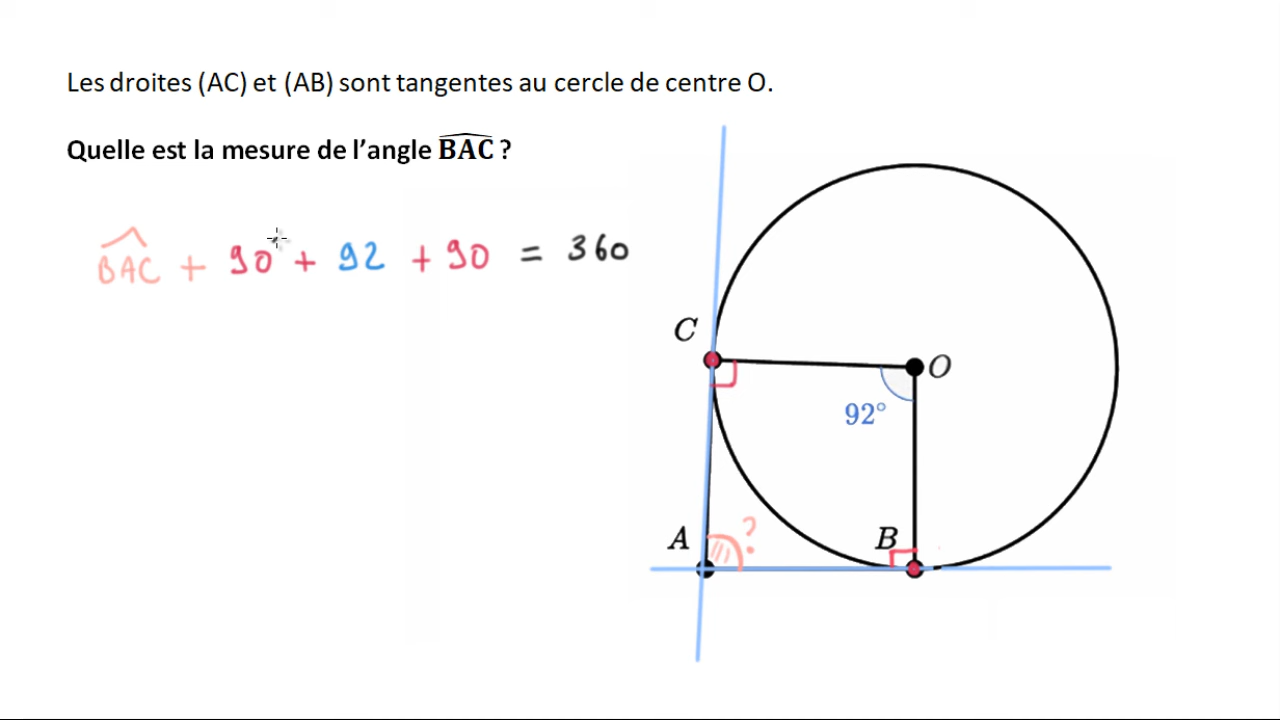 Les droites (AC) et (AB) sont tangentes au cercle de centre O.
Quelle est la mesure de l’angle B͡AC ?
BAC + 90° + 92 + 90 = 360
C
O
92°
A
?
B